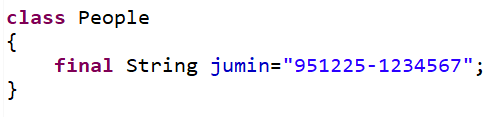 class People
{
    final String jumin="951225-1234567";
}